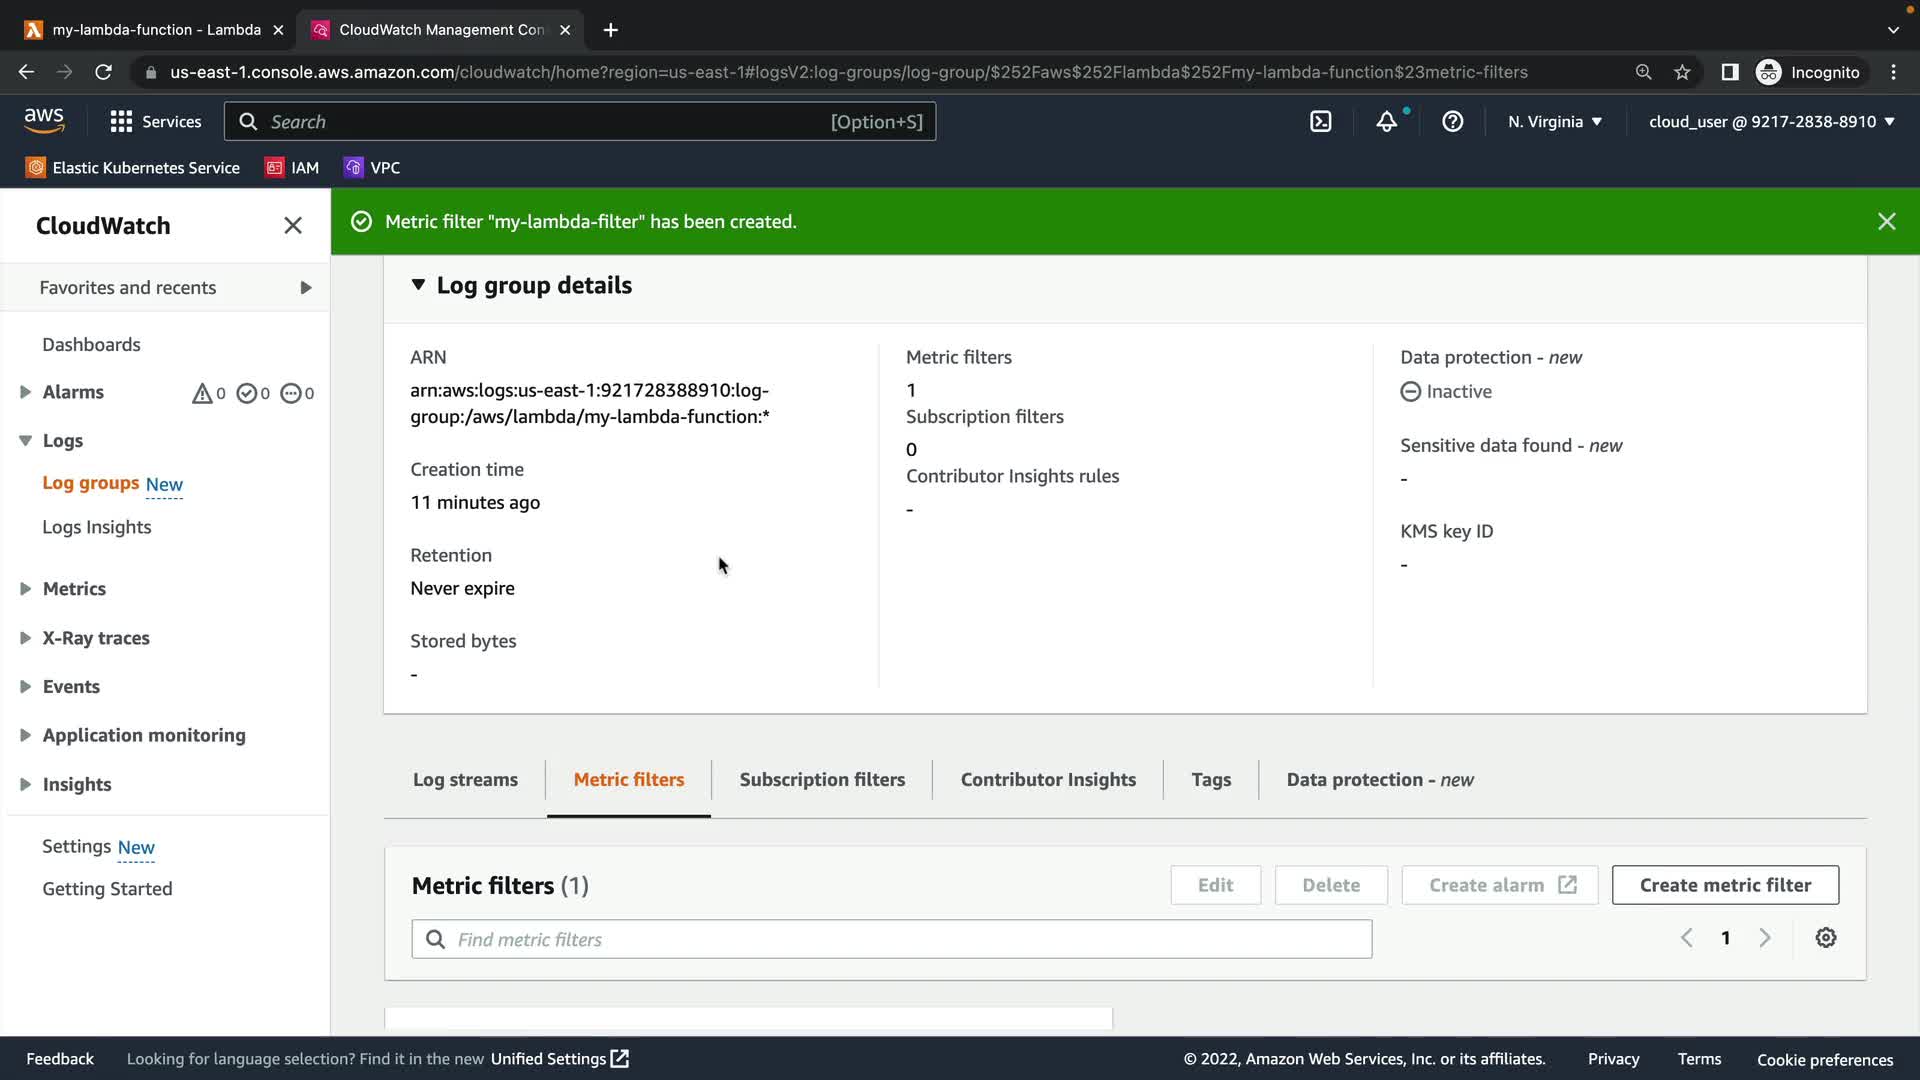 my-lambda-function - Lambda
CloudWatch Management Con
us-east-1.console.aws.amazon.com/cloudwatch/home?region=us-east-1#logsV2:log-groups/log-group/$252Faws$252Flambda$252Fmy-lambda-function$23metric-filters
Incognito
aws
Services
Search
[Option+S]
N. Virginia
cloud_user @ 9217-2838-8910
Elastic Kubernetes Service
IAM
VPC
CloudWatch
Favorites and recents
Dashboards
Alarms
0
0
0
Logs
Log groups New
Logs Insights
Metrics
X-Ray traces
Events
Application monitoring
Insights
Settings New
Getting Started
Metric filter "my-lambda-filter" has been created.
Log group details
ARN
arn:aws:logs:us-east-1:921728388910:log-
group:/aws/lambda/my-lambda-function:*
Creation time
11 minutes ago
Retention
Never expire
Stored bytes
-
Metric filters
1
Subscription filters
0
Contributor Insights rules
-
Data protection - new
Inactive
Sensitive data found - new
-
KMS key ID
-
Log streams
Metric filters
Subscription filters
Contributor Insights
Tags
Data protection - new
Metric filters (1)
Edit
Delete
Create alarm
Create metric filter
Find metric filters
1
Feedback
Looking for language selection? Find it in the new Unified Settings
© 2022, Amazon Web Services, Inc. or its affiliates.
Privacy
Terms
Cookie preferences